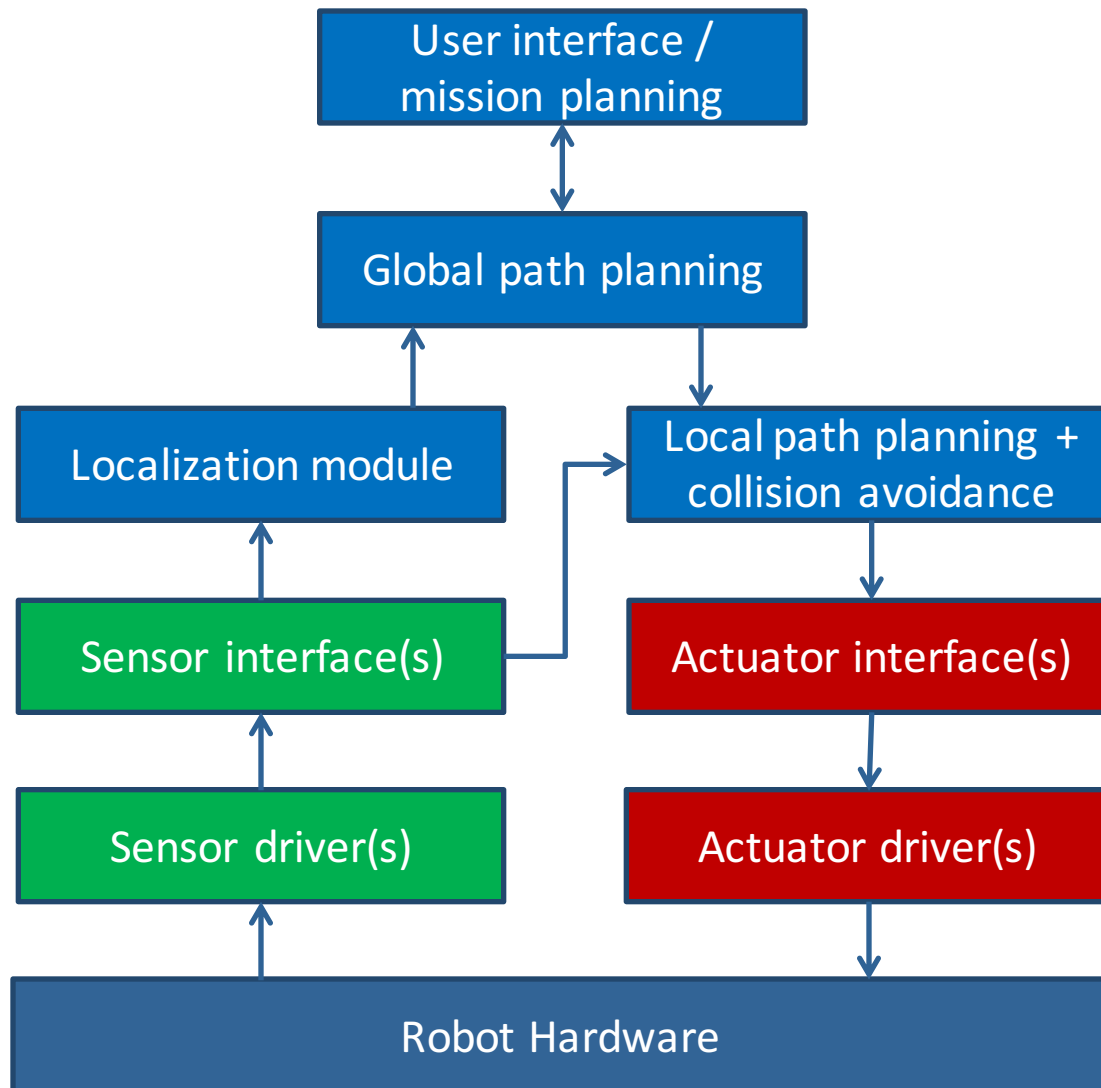 User interface /
mission planning
Global path planning
Localization module
Local path planning +
collision avoidance
Sensor interface(s)
Actuator interface(s)
Sensor driver(s)
Actuator driver(s)
Robot Hardware